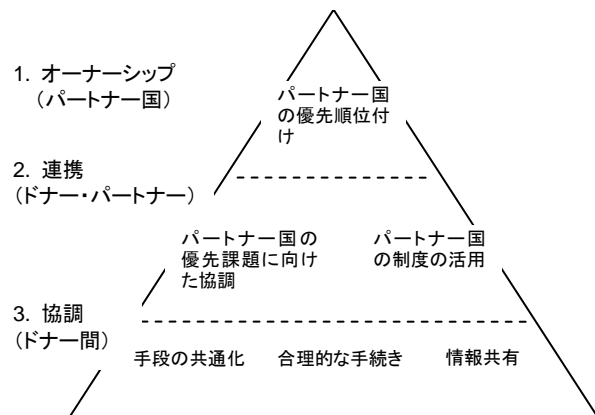 1. オーナーシップ
（パートナー国）
パートナー国
の優先順位付
け
2. 連携
（ドナー・パートナー）
パートナー国の
優先課題に向け
た協調
パートナー国
の制度の活用
3. 協調
（ドナー間）
手段の共通化
合理的な手続き
情報共有